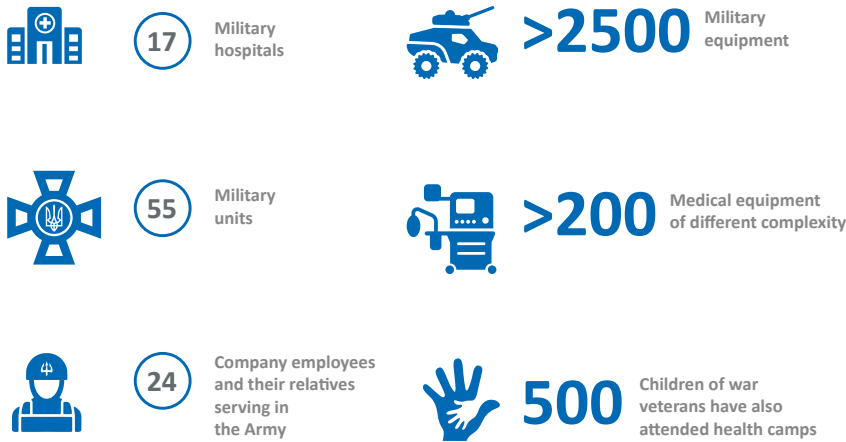 17
Military
hospitals
>2500
Military
equipment
55
Military
units
>200
Medical equipment
of different complexity
24
Company employees
and their relatives
serving in
the Army
500
Children of war
veterans have also
attended health camps